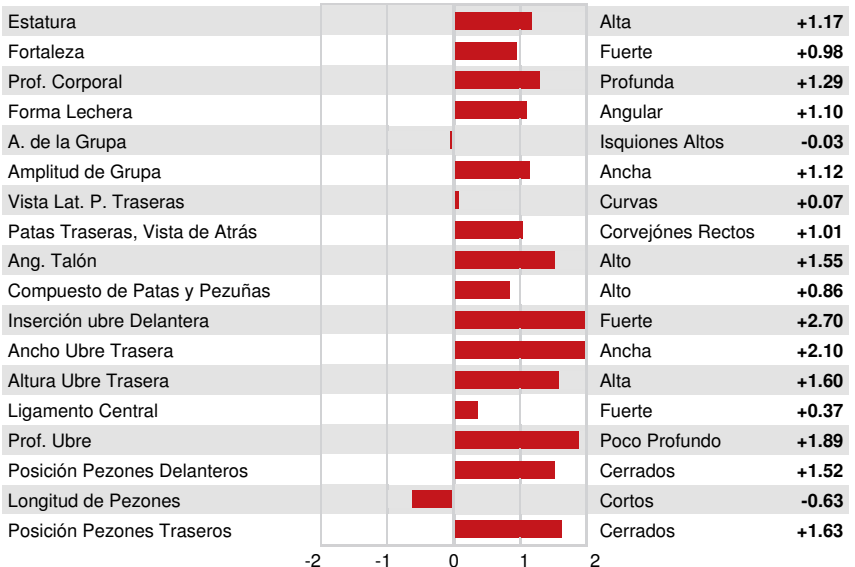 Estatura Alta +1.17
Fortaleza Fuerte +0.98
Prof. Corporal Profunda +1.29
Forma Lechera Angular +1.10
A. de la Grupa Isquiones Altos -0.03
Amplitud de Grupa Ancha +1.12
Vista Lat. P. Traseras Curvas +0.07
Patas Traseras, Vista de Atrás Corvejónes Rectos +1.01
Ang. Talón Alto +1.55
Compuesto de Patas y Pezuñas Alto +0.86
Inserción ubre Delantera Fuerte +2.70
Ancho Ubre Trasera Ancha +2.10
Altura Ubre Trasera Alta +1.60
Ligamento Central Fuerte +0.37
Prof. Ubre Poco Profundo +1.89
Posición Pezones Delanteros Cerrados +1.52
Longitud de Pezones Cortos -0.63
Posición Pezones Traseros Cerrados +1.63
-2 -1 0 1 2